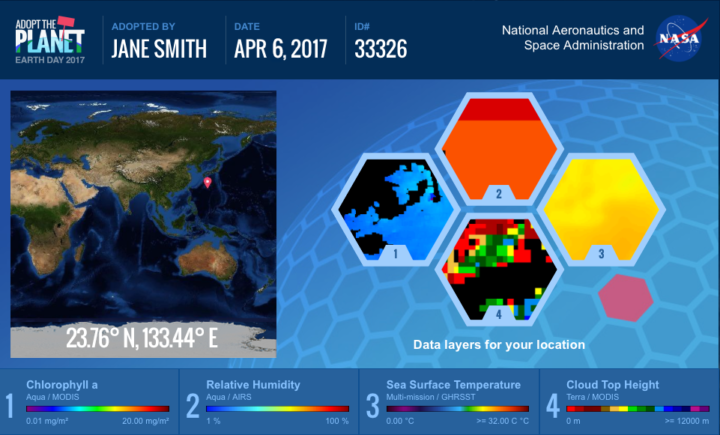 ADOPT THE
PLANET
EARTH DAY 2017
ADOPTED BY
JANE SMITH
DATE
APR 6, 2017
ID#
33326
National Aeronautics and
Space Administration
NASA
23.76° N, 133.44° E
1
2
3
4
Data layers for your location
1
Chlorophyll a
Aqua / MODIS
0.01 mg/m³ 20.00 mg/m³
2
Relative Humidity
Aqua / AIRS
1 % 100 %
3
Sea Surface Temperature
Multi-mission / GHRSST
0.00 °C >= 32.00 C °C
4
Cloud Top Height
Terra / MODIS
0 m >= 12000 m